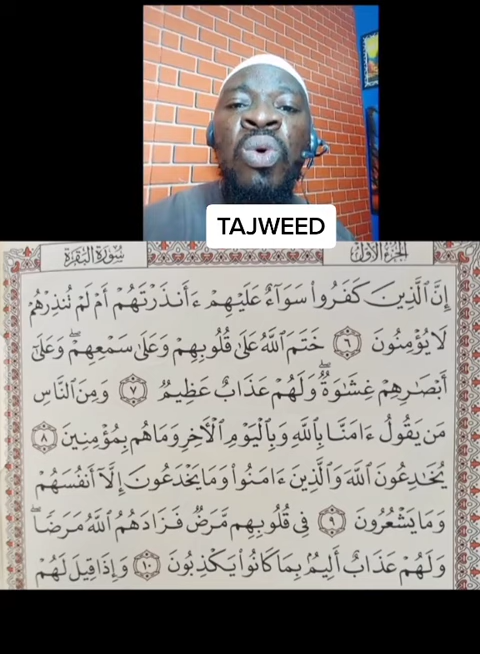 TAJWEED
الجزء الأول
سورة البقرة
إِنَّ ٱلَّذِينَ كَفَرُوا۟ سَوَآءٌ عَلَيْهِمْ ءَأَنذَرْتَهُمْ أَمْ لَمْ تُنذِرْهُمْ
لَا يُؤْمِنُونَ ٦ خَتَمَ ٱللَّهُ عَلَىٰ قُلُوبِهِمْ وَعَلَىٰ سَمْعِهِمْ ۖ وَعَلَىٰٓ
أَبْصَـٰرِهِمْ غِشَـٰوَةٌ ۖ وَلَهُمْ عَذَابٌ عَظِيمٌ ٧ وَمِنَ ٱلنَّاسِ
مَن يَقُولُ ءَامَنَّا بِٱللَّهِ وَبِٱلْيَوْمِ ٱلْـَٔاخِرِ وَمَا هُم بِمُؤْمِنِينَ ٨
يُخَـٰدِعُونَ ٱللَّهَ وَٱلَّذِينَ ءَامَنُوا۟ وَمَا يَخْدَعُونَ إِلَّآ أَنفُسَهُمْ
وَمَا يَشْعُرُونَ ٩ فِى قُلُوبِهِم مَّرَضٌ فَزَادَهُمُ ٱللَّهُ مَرَضًا ۖ
وَلَهُمْ عَذَابٌ أَلِيمٌۢ بِمَا كَانُوا۟ يَكْذِبُونَ ١٠ وَإِذَا قِيلَ لَهُمْ